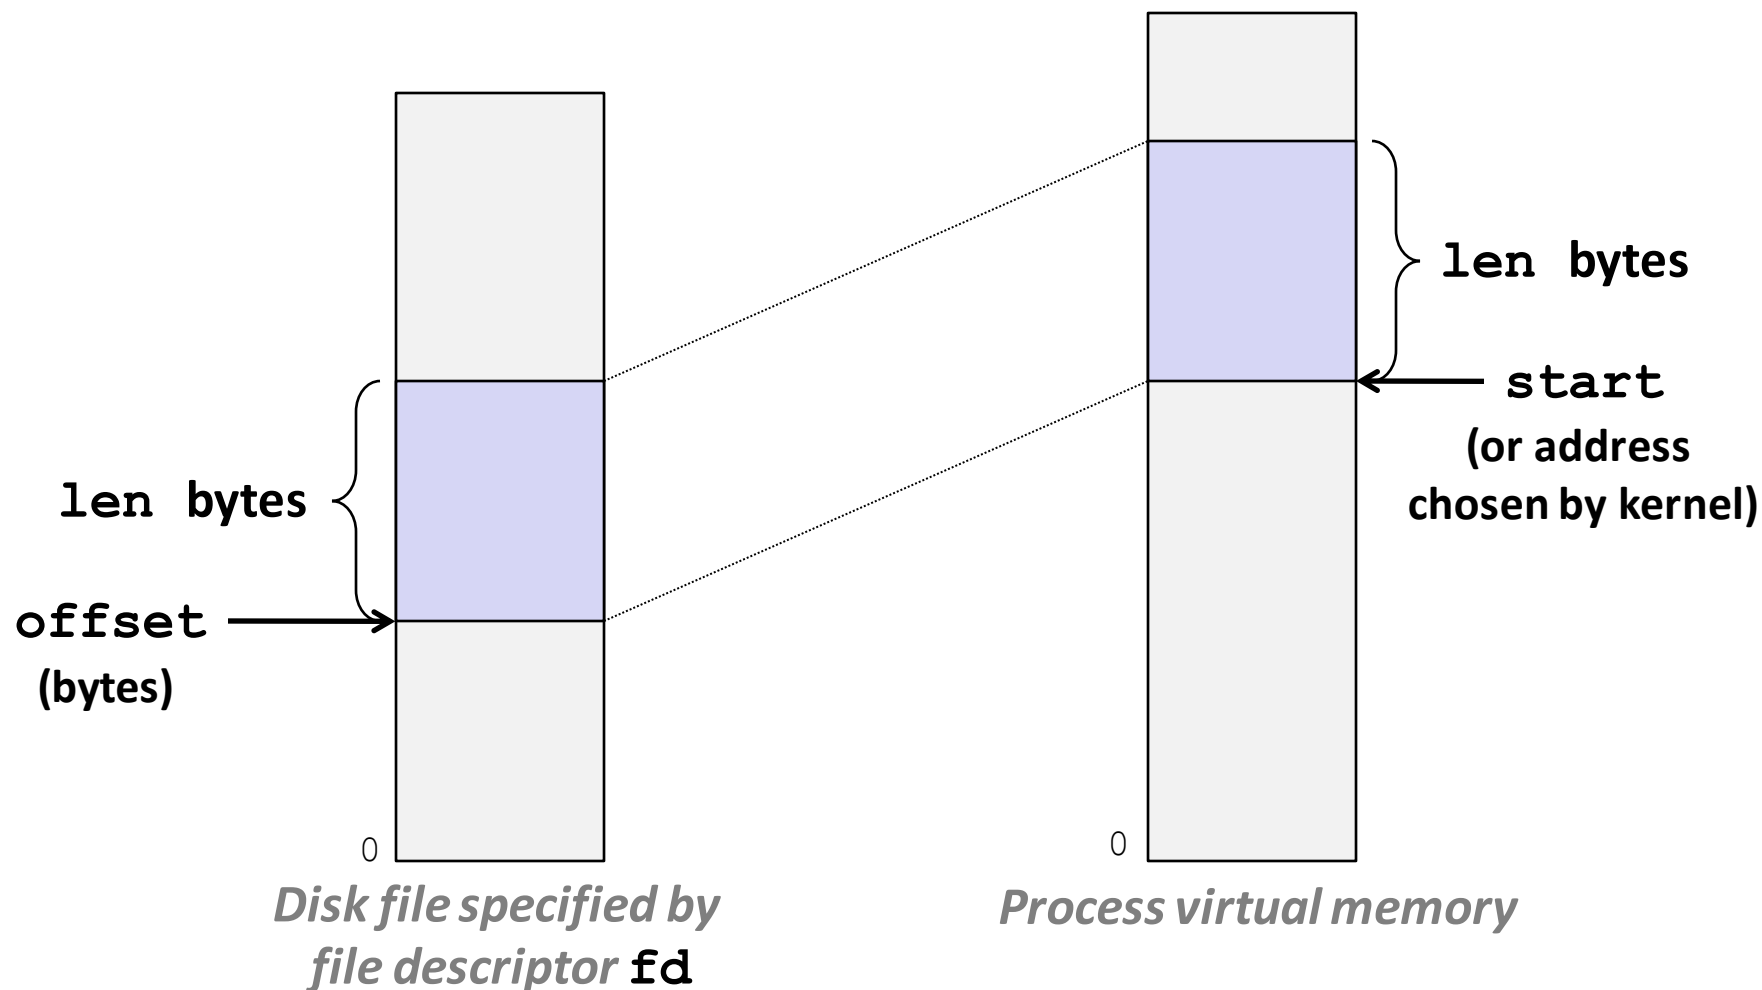 len bytes
offset
(bytes)
0
Disk file specified by
file descriptor fd
len bytes
start
(or address
chosen by kernel)
0
Process virtual memory